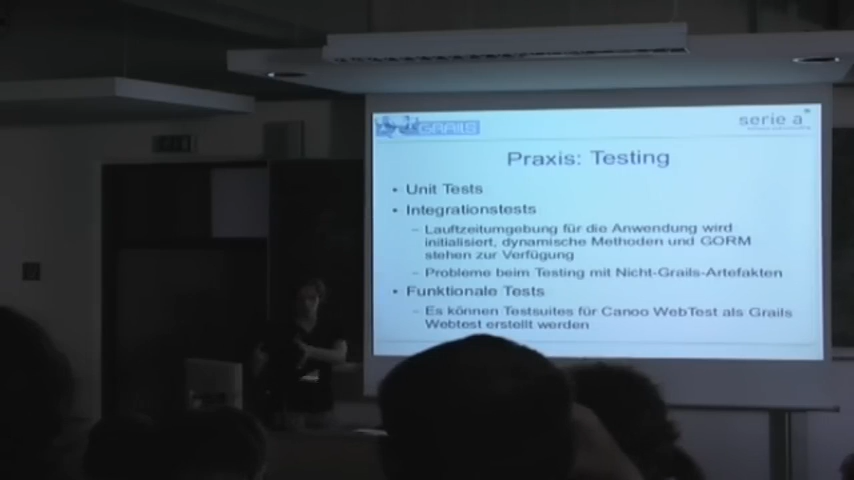 GRAILS
serie a
Praxis: Testing
• Unit Tests
• Integrationstests
– Lauftzeitumgebung für die Anwendung wird
initialisiert, dynamische Methoden und GORM
stehen zur Verfügung
– Probleme beim Testing mit Nicht-Grails-Artefakten
• Funktionale Tests
– Es können Testsuites für Canoo WebTest als Grails
Webtest erstellt werden